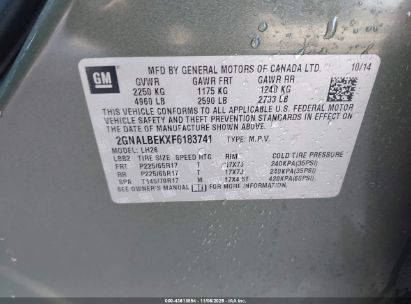 GM
MFD BY GENERAL MOTORS OF CANADA LTD. 10/14
GVWR GAWR FRT GAWR RR
2250 KG 1175 KG 1240 KG
4960 LB 2590 LB 2733 LB
THIS VEHICLE CONFORMS TO ALL APPLICABLE U.S. FEDERAL MOTOR
VEHICLE SAFETY AND THEFT PREVENTION STANDARDS IN EFFECT ON
THE DATE OF MANUFACTURE SHOWN ABOVE.
2GNALBEKXF6183741 TYPE: M.P.V.
MODEL: LH26
TIRE SIZE SPEED HTC RIM COLD TIRE PRESSURE
FRT P225/65R17 T 17X7J 240KPA(35PSI)
RR P225/65R17 T 17X7J 240KPA(35PSI)
SPA T145/70R17 17X4.5T 420KPA(60PSI)
SEE OWNER'S MANUAL FOR MORE INFORMATION.